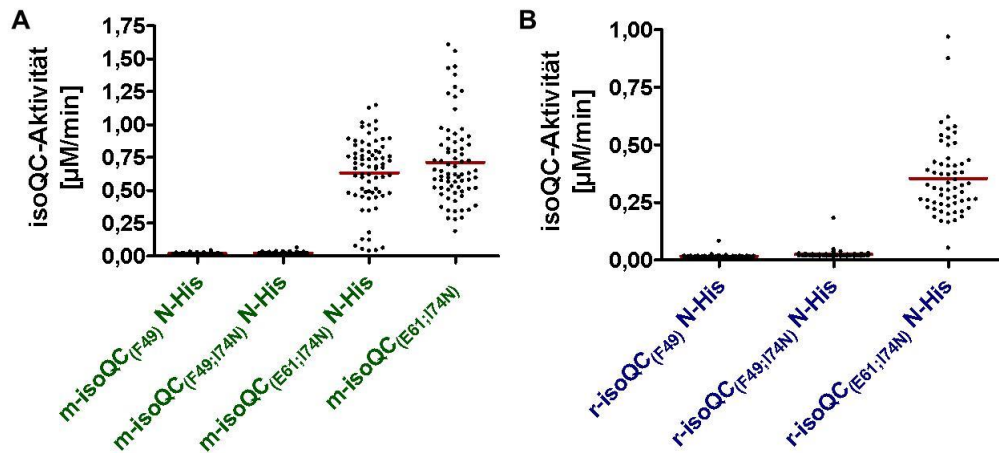 A
isoQC-Aktivität
[µM/min]
1,75
1,50
1,25
1,00
0,75
0,50
0,25
0,00
m-isoQC(F49) N-His
m-isoQC(F49;I74N) N-His
m-isoQC(E61;I74N) N-His
m-isoQC(E61;I74N)
B
isoQC-Aktivität
[µM/min]
1,00
0,75
0,50
0,25
0,00
r-isoQC(F49) N-His
r-isoQC(F49;I74N) N-His
r-isoQC(E61;I74N) N-His